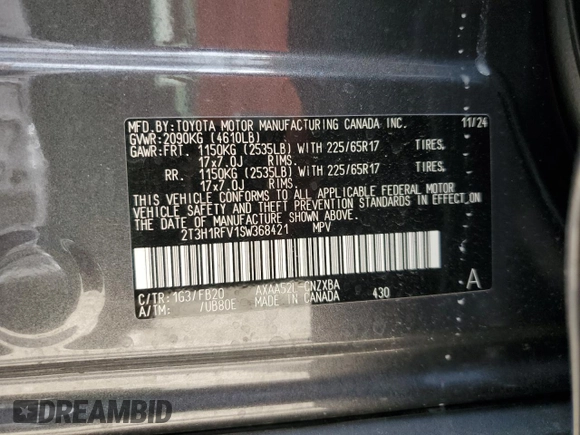 MFD.BY:TOYOTA MOTOR MANUFACTURING CANADA INC. 11/24
GVWR:2090KG (4610LB)
GAWR:FRT. 1150KG (2535LB) WITH 225/65R17 TIRES,
17x7.0J RIMS.
RR. 1150KG (2535LB) WITH 225/65R17 TIRES,
17x7.0J RIMS.
THIS VEHICLE CONFORMS TO ALL APPLICABLE FEDERAL MOTOR
VEHICLE SAFETY AND THEFT PREVENTION STANDARDS IN EFFECT
ON THE DATE OF MANUFACTURE SHOWN ABOVE.
2T3H1RFV1SW368421 MPV
C/TR:1G3/FB20 AXAA52L-CNZXBA 430 A
A/TM: /UB80E MADE IN CANADA
DREAMBID